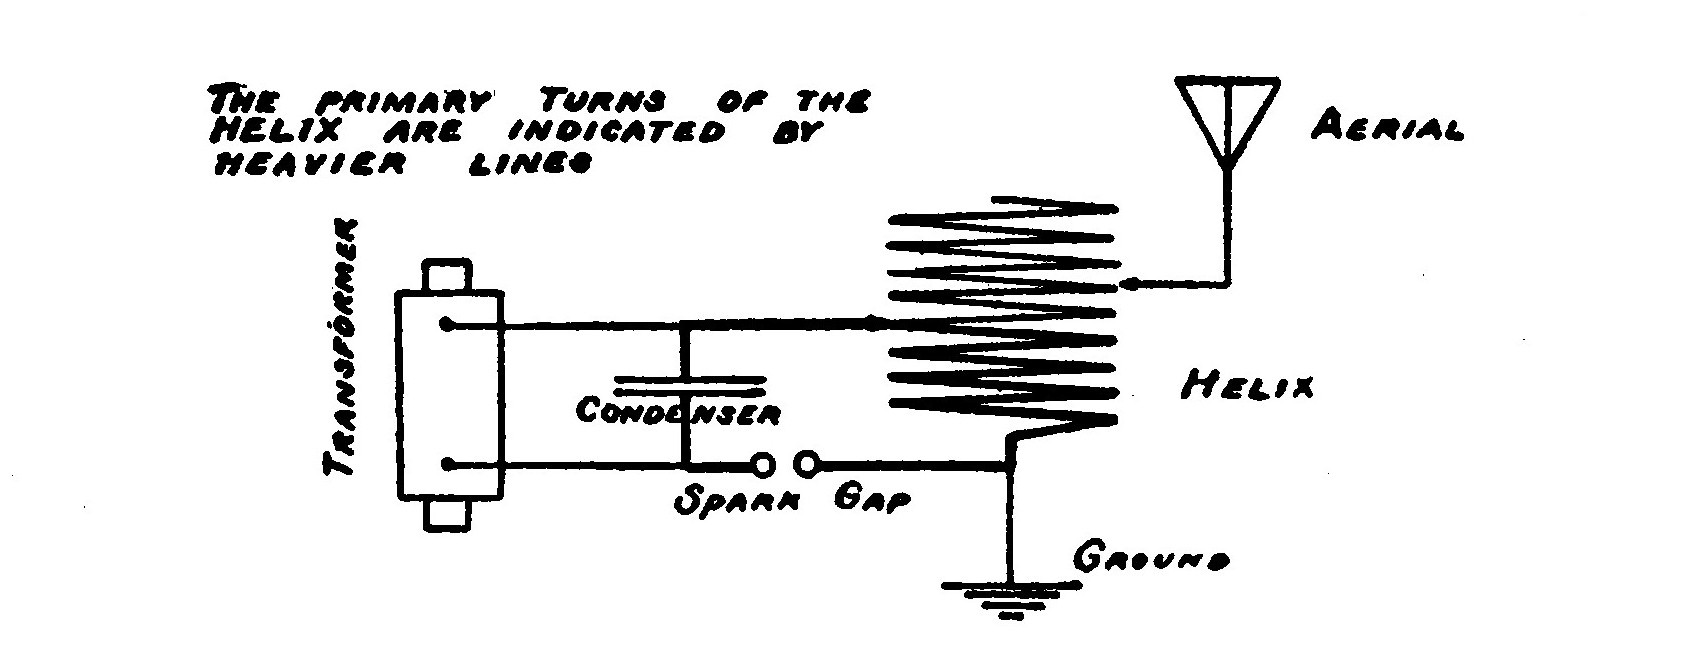 THE PRIMARY TURNS OF THE
HELIX ARE INDICATED BY
HEAVIER LINES
AERIAL
TRANSFORMER
HELIX
CONDENSER
SPARK GAP
GROUND